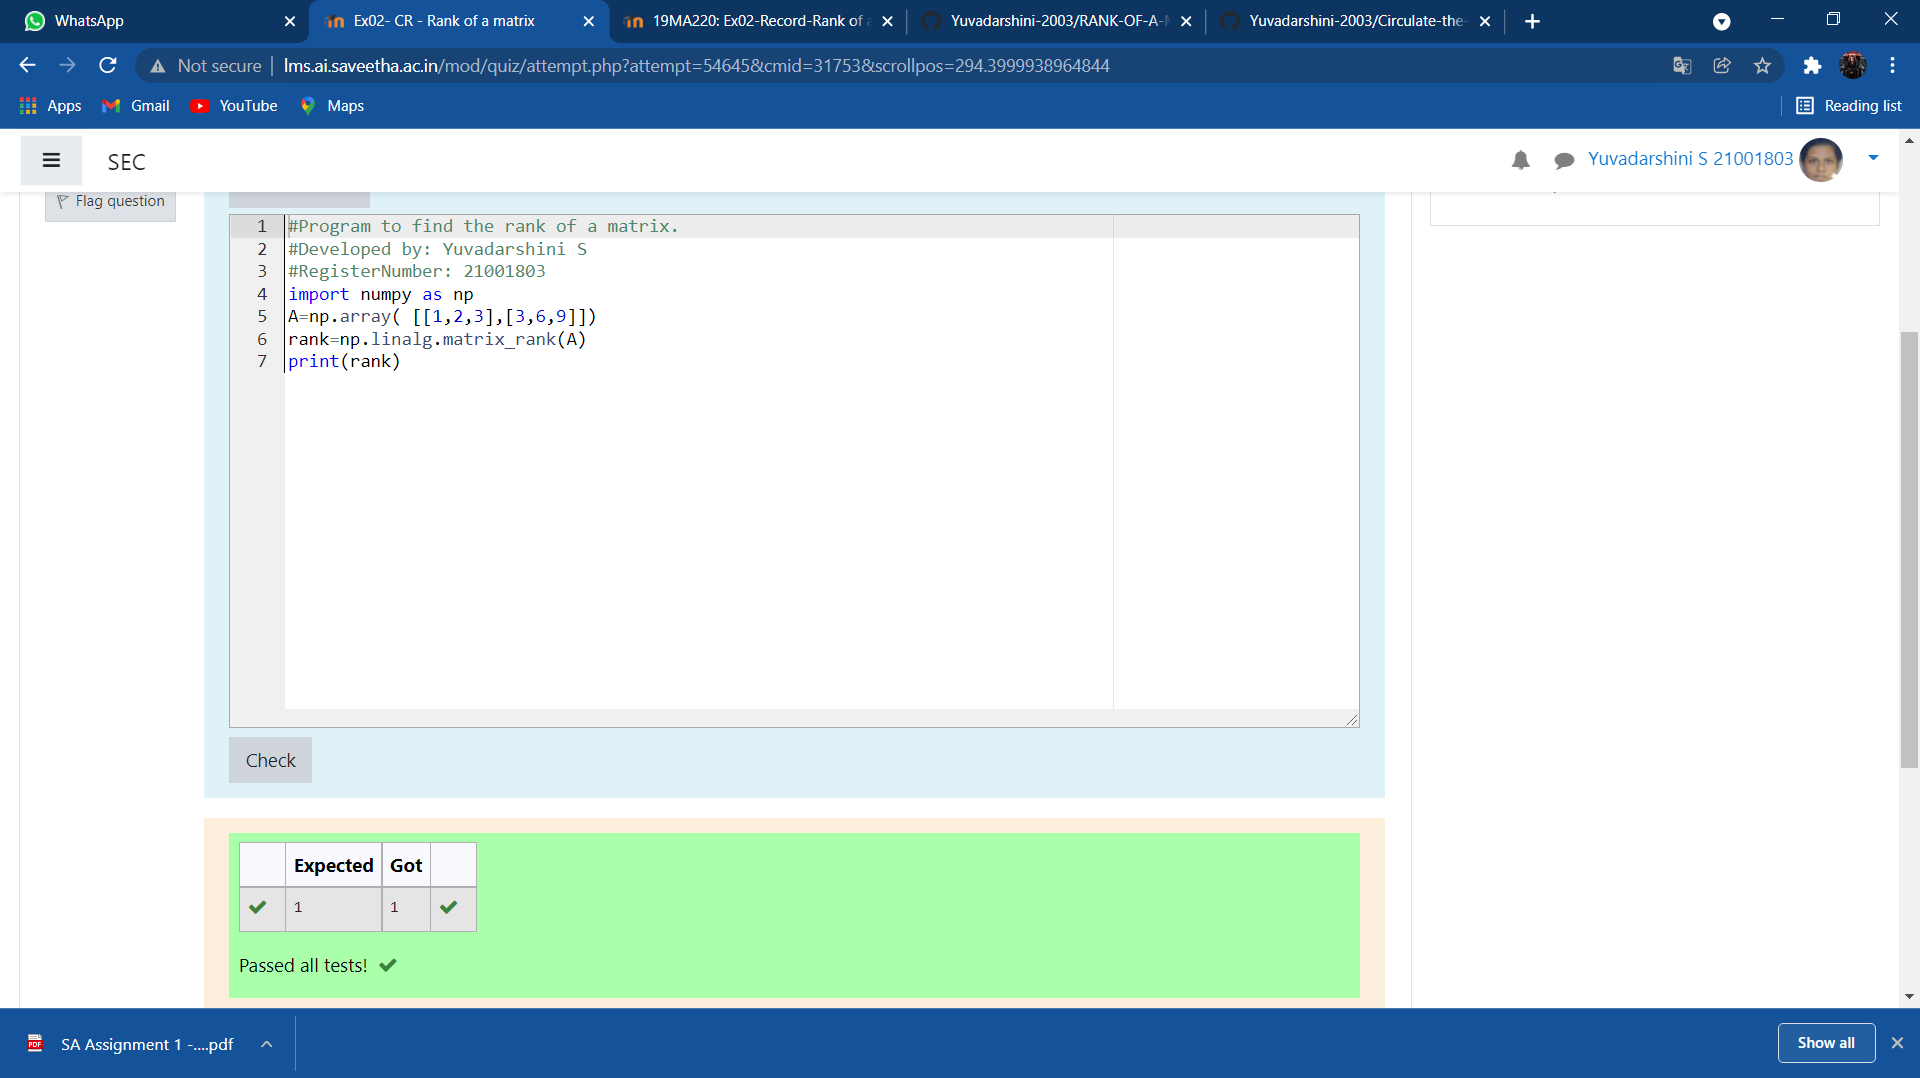 WhatsApp
Ex02- CR - Rank of a matrix
19MA220: Ex02-Record-Rank of a
Yuvadarshini-2003/RANK-OF-A-M
Yuvadarshini-2003/Circulate-the-
Not secure
lms.ai.saveetha.ac.in/mod/quiz/attempt.php?attempt=54645&cmid=31753&scrollpos=294.3999938964844
Apps
Gmail
YouTube
Maps
Reading list
SEC
Yuvadarshini S 21001803
Flag question
1 #Program to find the rank of a matrix.
2 #Developed by: Yuvadarshini S
3 #RegisterNumber: 21001803
4 import numpy as np
5 A=np.array( [[1,2,3],[3,6,9]])
6 rank=np.linalg.matrix_rank(A)
7 print(rank)
Check
Expected Got
1 1
Passed all tests!
PDF
SA Assignment 1 -....pdf
Show all